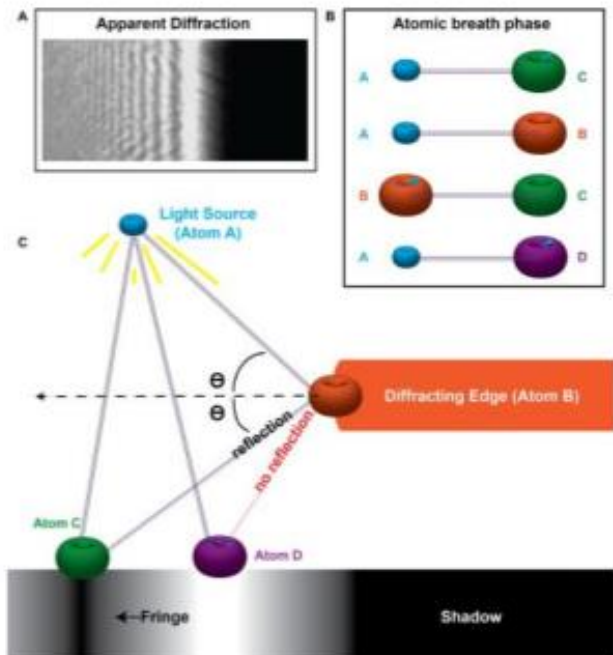 A
Apparent Diffraction
B
Atomic breath phase
A C
A B
B C
A D
C
Light Source
(Atom A)
Θ
Θ
reflection
no reflection
Diffracting Edge (Atom B)
Atom C
Atom D
←Fringe
Shadow